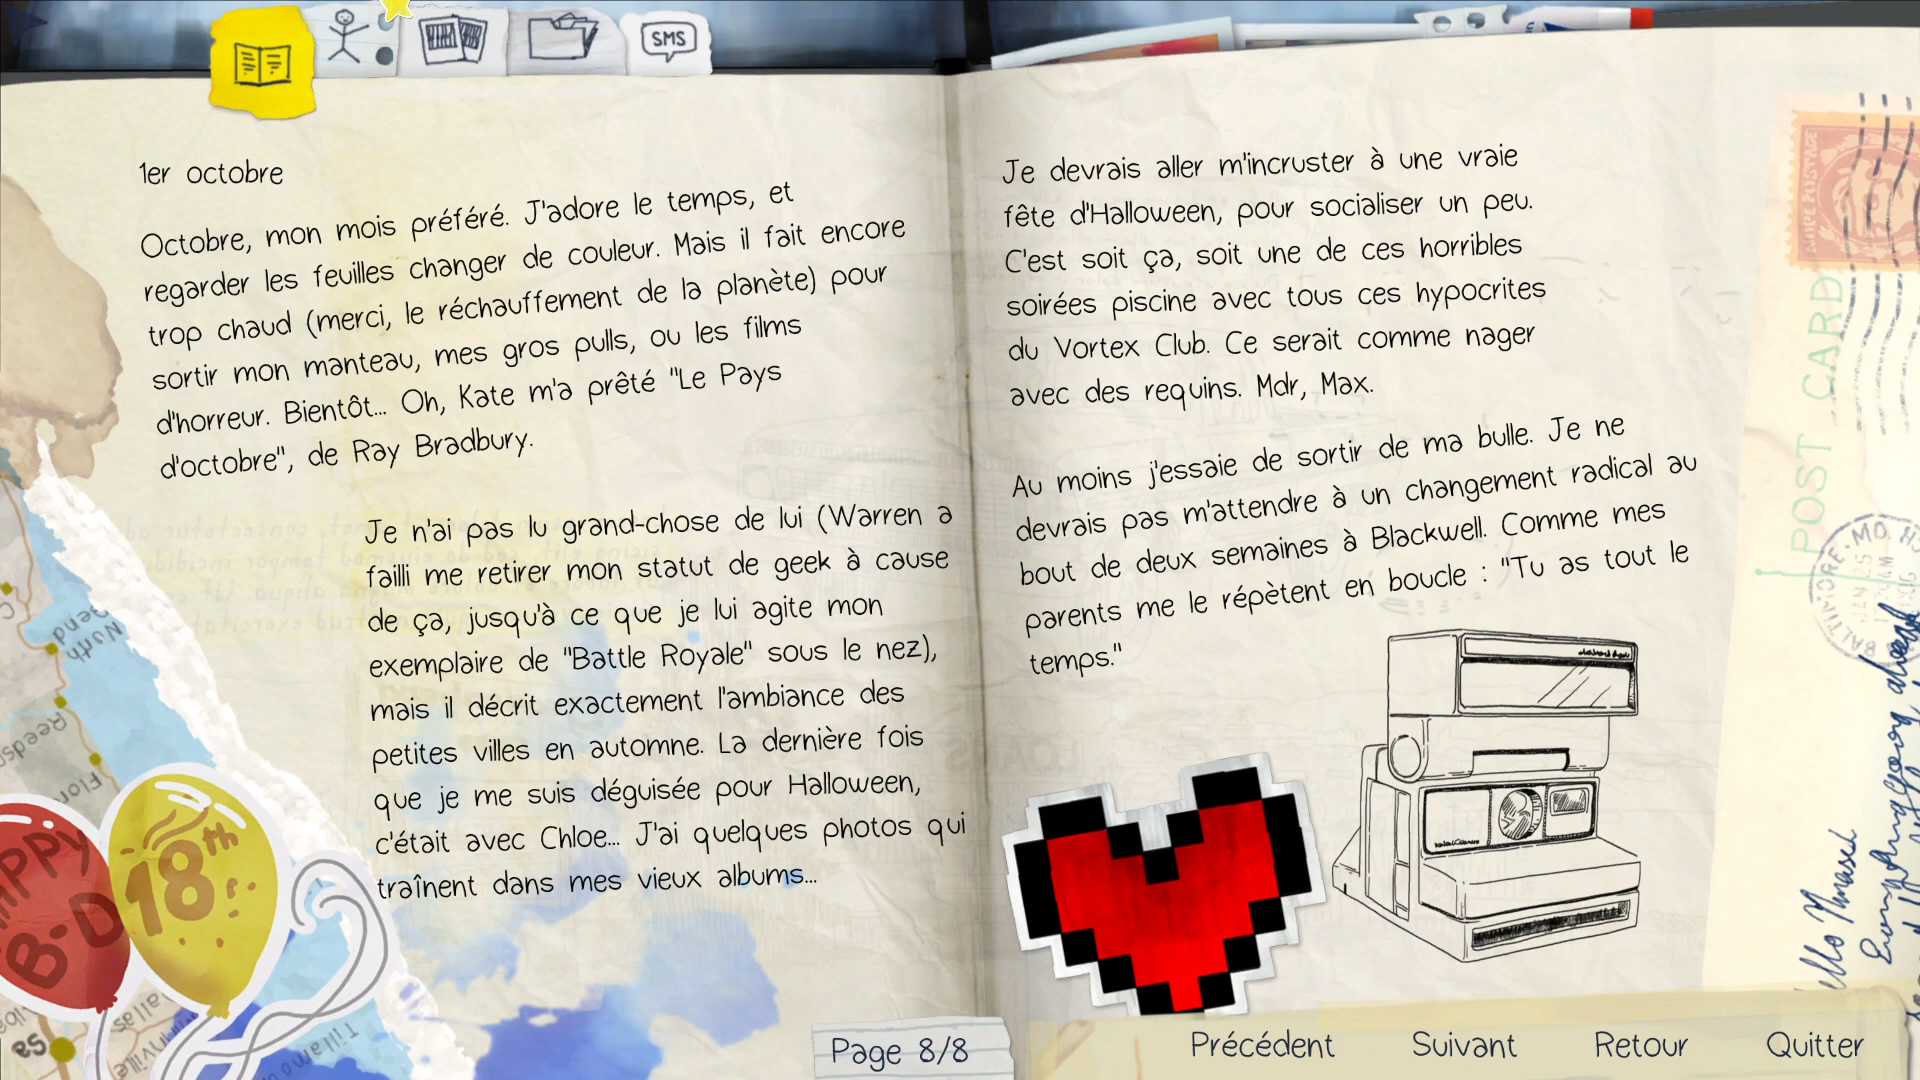 SMS
1er octobre
Octobre, mon mois préféré. J'adore le temps, et
regarder les feuilles changer de couleur. Mais il fait encore
trop chaud (merci, le réchauffement de la planète) pour
sortir mon manteau, mes gros pulls, ou les films
d'horreur. Bientôt... Oh, Kate m'a prêté "Le Pays
d'octobre", de Ray Bradbury.
Je n'ai pas lu grand-chose de lui (Warren a
failli me retirer mon statut de geek à cause
de ça, jusqu'à ce que je lui agite mon
exemplaire de "Battle Royale" sous le nez),
mais il décrit exactement l'ambiance des
petites villes en automne. La dernière fois
que je me suis déguisée pour Halloween,
c'était avec Chloe... J'ai quelques photos qui
traînent dans mes vieux albums...
Je devrais aller m'incruster à une vraie
fête d'Halloween, pour socialiser un peu.
C'est soit ça, soit une de ces horribles
soirées piscine avec tous ces hypocrites
du Vortex Club. Ce serait comme nager
avec des requins. Mdr, Max.
Au moins j'essaie de sortir de ma bulle. Je ne
devrais pas m'attendre à un changement radical au
bout de deux semaines à Blackwell. Comme mes
parents me le répètent en boucle : "Tu as tout le
temps."
POST CARD
North
Bend
B-D
18th
Page 8/8
Précédent
Suivant
Retour
Quitter